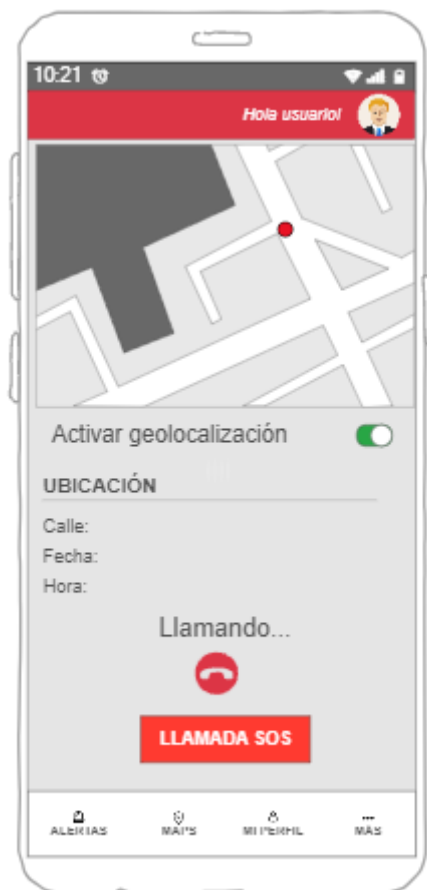 10:21
Hola usuario!
Activar geolocalización
UBICACIÓN
Calle:
Fecha:
Hora:
Llamando...
LLAMADA SOS
ALERTAS MAPS MI PERFIL MÁS